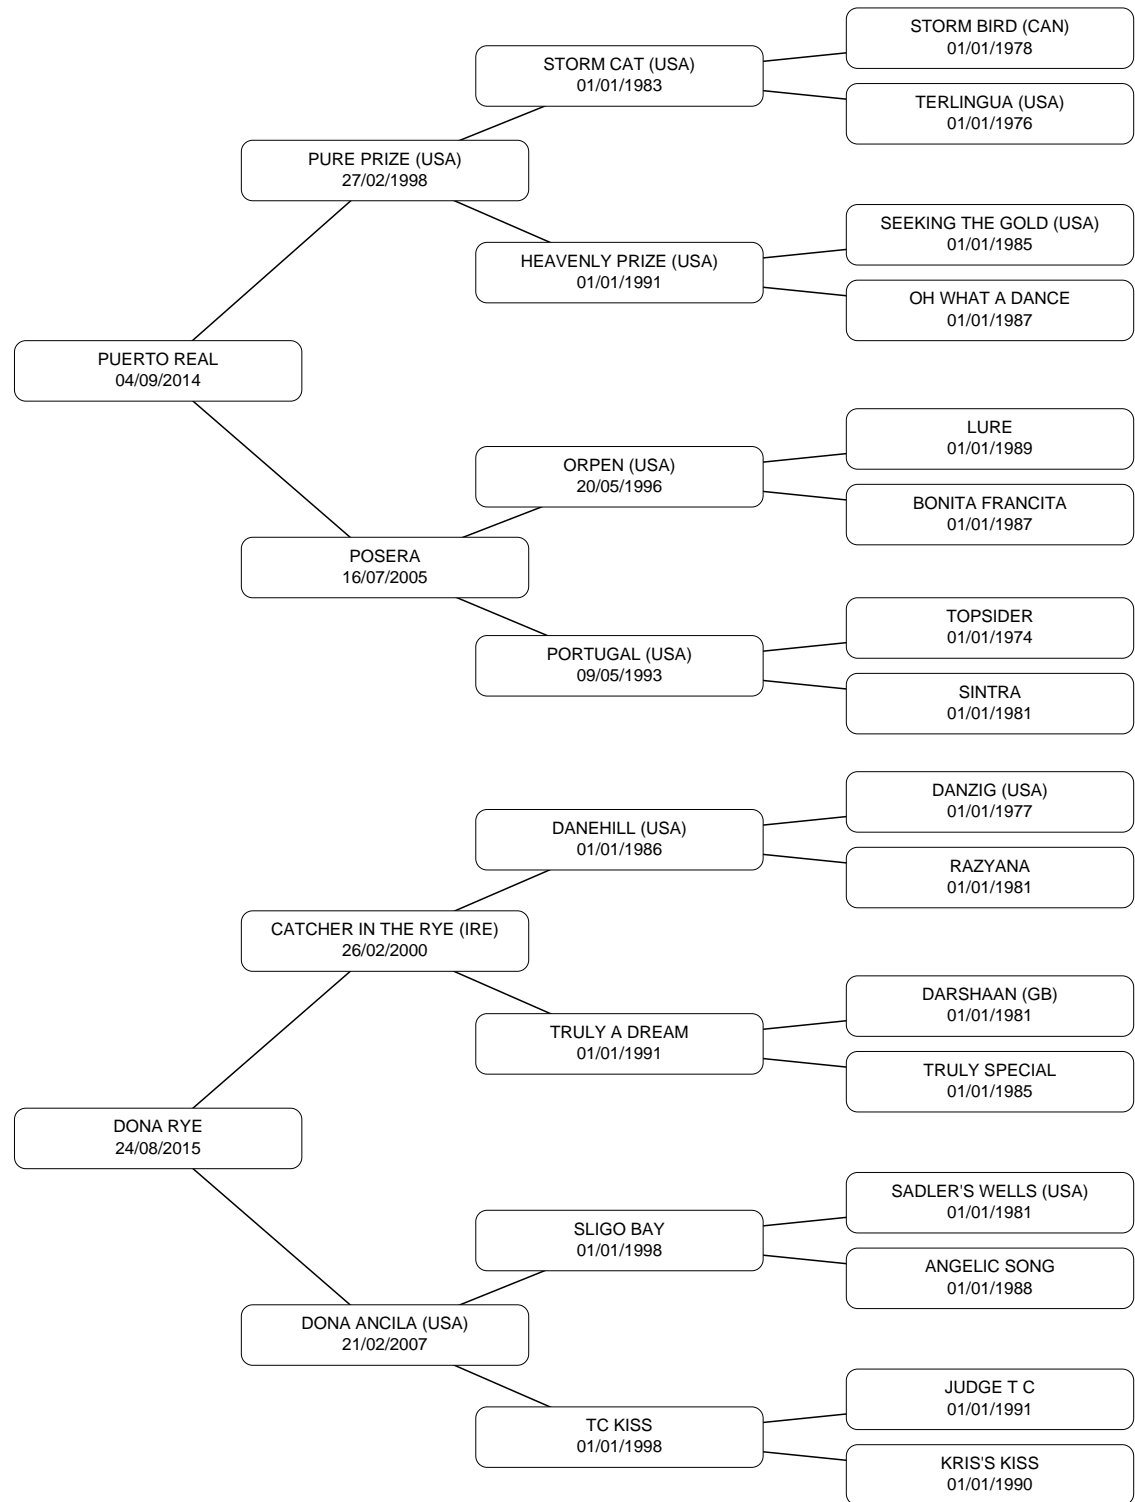 STORM BIRD (CAN)
01/01/1978
STORM CAT (USA)
01/01/1983
TERLINGUA (USA)
01/01/1976
PURE PRIZE (USA)
27/02/1998
SEEKING THE GOLD (USA)
01/01/1985
HEAVENLY PRIZE (USA)
01/01/1991
OH WHAT A DANCE
01/01/1987
PUERTO REAL
04/09/2014
LURE
01/01/1989
ORPEN (USA)
20/05/1996
BONITA FRANCITA
01/01/1987
POSERA
16/07/2005
TOPSIDER
01/01/1974
PORTUGAL (USA)
09/05/1993
SINTRA
01/01/1981
DANZIG (USA)
01/01/1977
DANEHILL (USA)
01/01/1986
RAZYANA
01/01/1981
CATCHER IN THE RYE (IRE)
26/02/2000
DARSHAAN (GB)
01/01/1981
TRULY A DREAM
01/01/1991
TRULY SPECIAL
01/01/1985
DONA RYE
24/08/2015
SADLER'S WELLS (USA)
01/01/1981
SLIGO BAY
01/01/1998
ANGELIC SONG
01/01/1988
DONA ANCILA (USA)
21/02/2007
JUDGE T C
01/01/1991
TC KISS
01/01/1998
KRIS'S KISS
01/01/1990